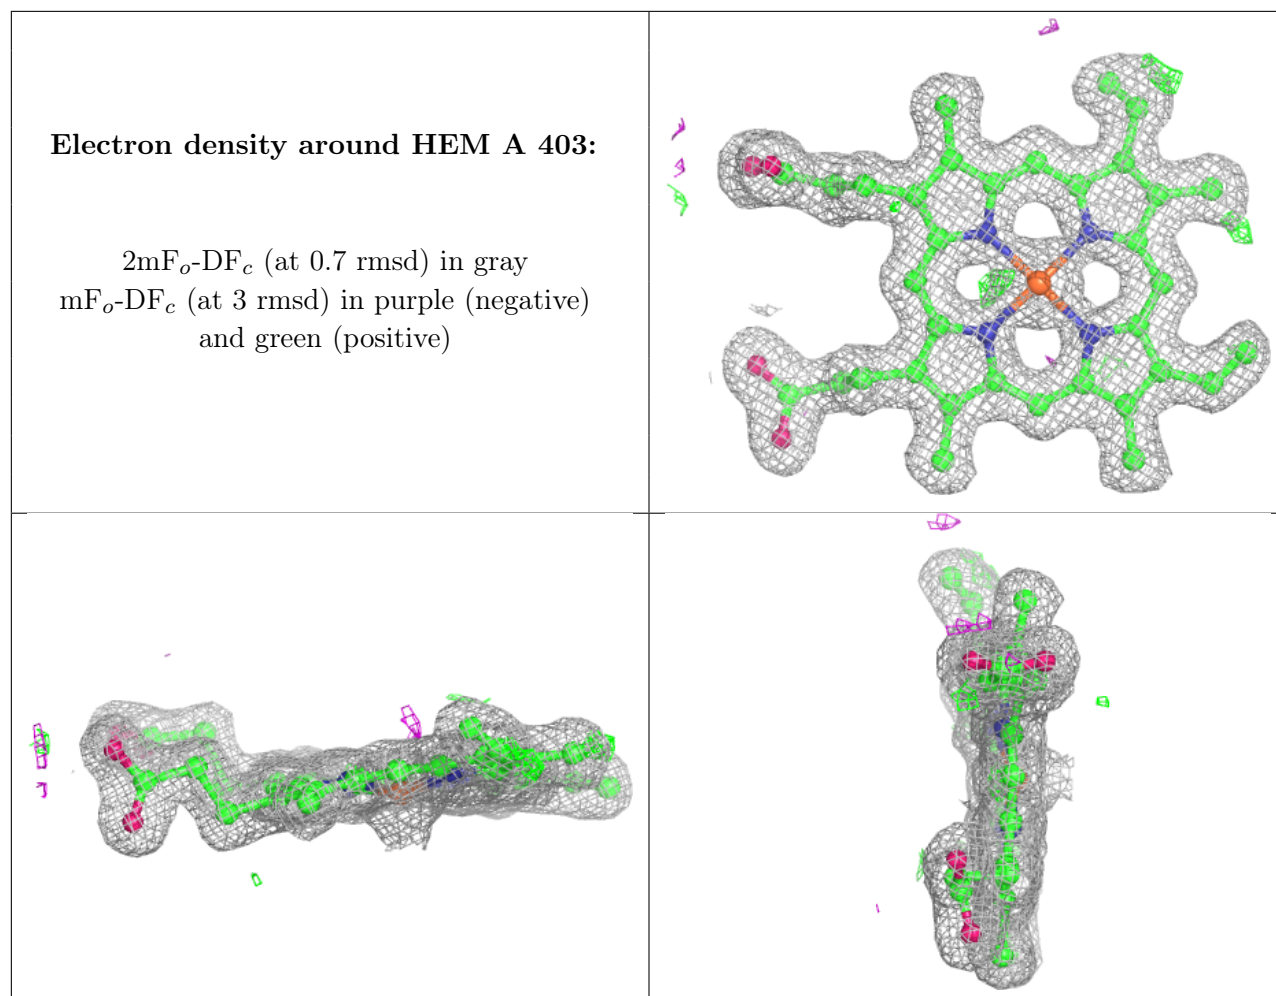 Electron density around HEM A 403:
2mFo-DFc (at 0.7 rmsd) in gray
mFo-DFc (at 3 rmsd) in purple (negative)
and green (positive)